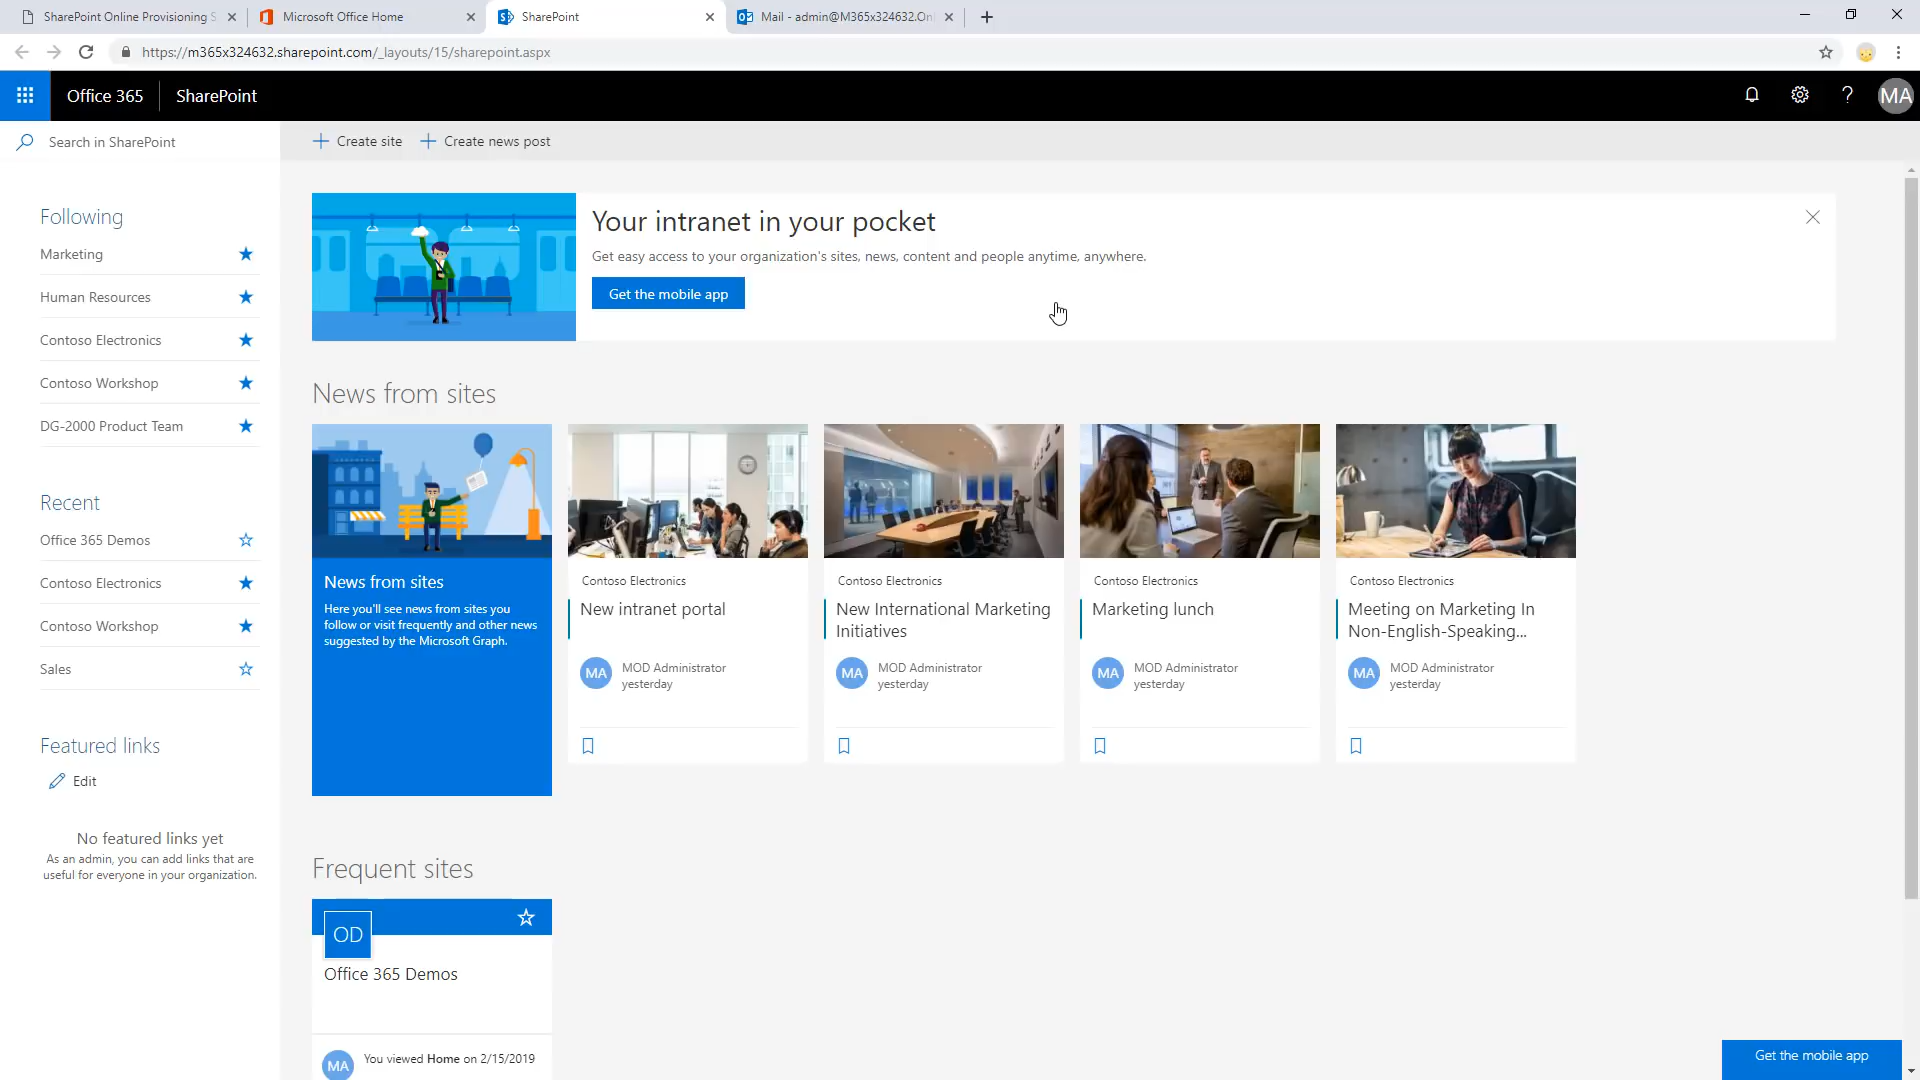 SharePoint Online Provisioning S
Microsoft Office Home
SharePoint
Mail - admin@M365x324632.On
https://m365x324632.sharepoint.com/_layouts/15/sharepoint.aspx
Office 365
SharePoint
?
MA
Search in SharePoint
Create site
Create news post
Following
Marketing
Human Resources
Contoso Electronics
Contoso Workshop
DG-2000 Product Team
Recent
Office 365 Demos
Contoso Electronics
Contoso Workshop
Sales
Featured links
Edit
No featured links yet
As an admin, you can add links that are
useful for everyone in your organization.
Your intranet in your pocket
Get easy access to your organization's sites, news, content and people anytime, anywhere.
Get the mobile app
News from sites
News from sites
Here you'll see news from sites you
follow or visit frequently and other news
suggested by the Microsoft Graph.
Contoso Electronics
New intranet portal
MA
MOD Administrator
yesterday
Contoso Electronics
New International Marketing
Initiatives
MA
MOD Administrator
yesterday
Contoso Electronics
Marketing lunch
MA
MOD Administrator
yesterday
Contoso Electronics
Meeting on Marketing In
Non-English-Speaking...
MA
MOD Administrator
yesterday
Frequent sites
OD
Office 365 Demos
MA
You viewed Home on 2/15/2019
Get the mobile app